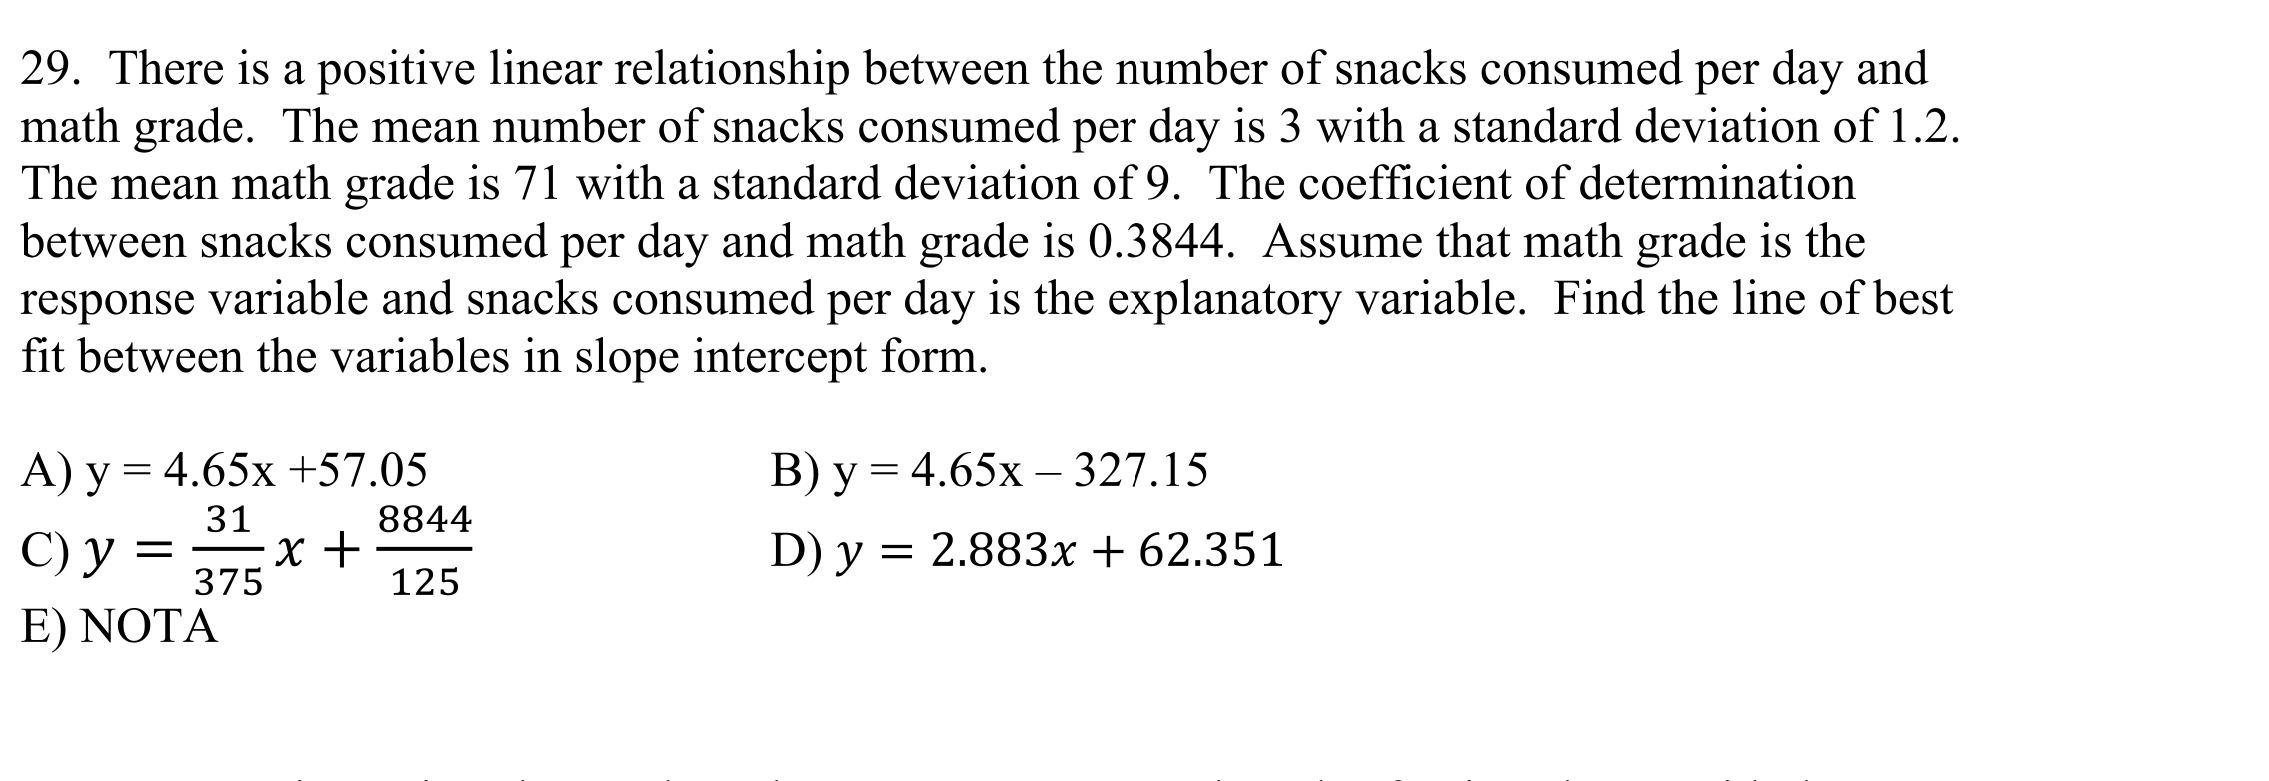 29.  There is a positive linear relationship between the number of snacks consumed per day and
math grade.  The mean number of snacks consumed per day is 3 with a standard deviation of 1.2.
The mean math grade is 71 with a standard deviation of 9.  The coefficient of determination
between snacks consumed per day and math grade is 0.3844.  Assume that math grade is the
response variable and snacks consumed per day is the explanatory variable.  Find the line of best
fit between the variables in slope intercept form.
A) y = 4.65x +57.05 B) y = 4.65x – 327.15
C) y = 31/375 x + 8844/125 D) y = 2.883x + 62.351
E) NOTA